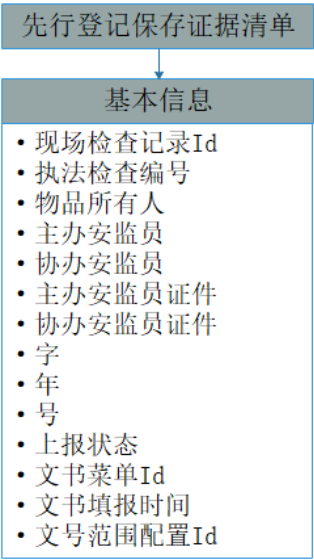 先行登记保存证据清单
基本信息
•现场检查记录Id
•执法检查编号
•物品所有人
•主办安监员
•协办安监员
•主办安监员证件
•协办安监员证件
•字
•年
•号
•上报状态
•文书菜单Id
•文书填报时间
•文号范围配置Id